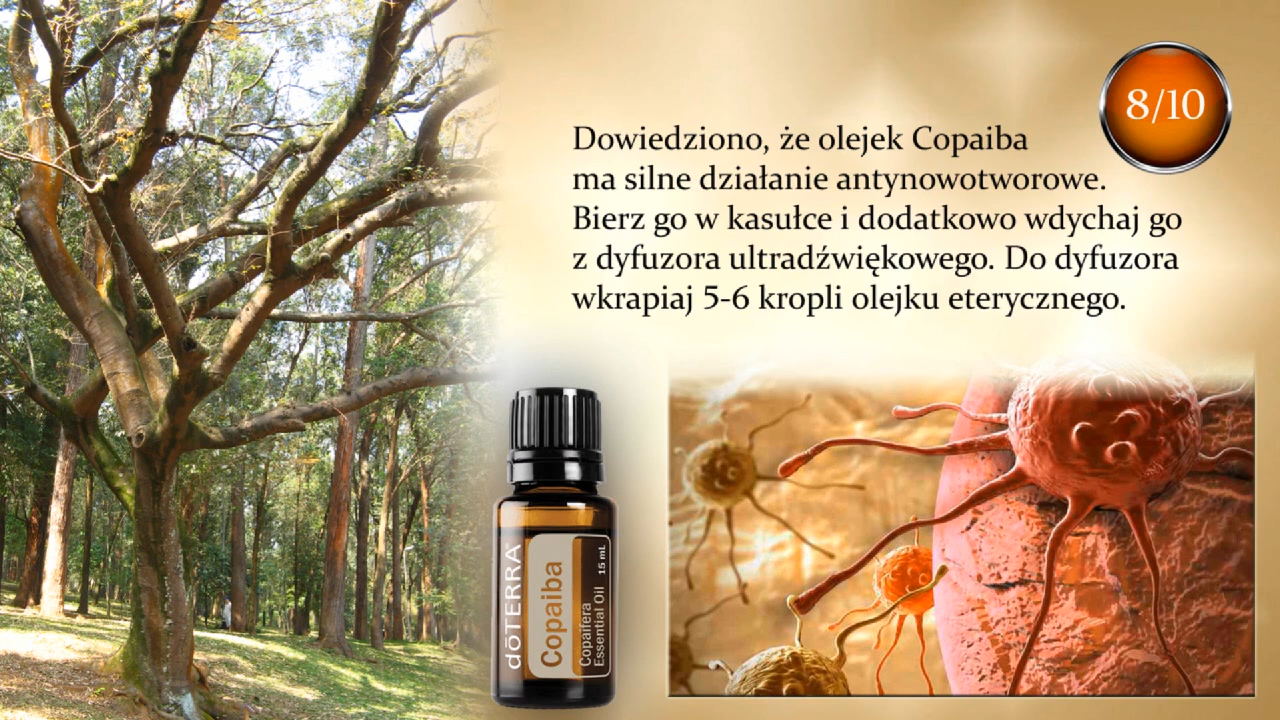 8/10
Dowiedziono, że olejek Copaiba
ma silne działanie antynowotworowe.
Bierz go w kasułce i dodatkowo wdychaj go
z dyfuzora ultradźwiękowego. Do dyfuzora
wkrapiaj 5-6 kropli olejku eterycznego.
dōTERRA™
Copaiba
15 mL
Copaifera
Essential Oil